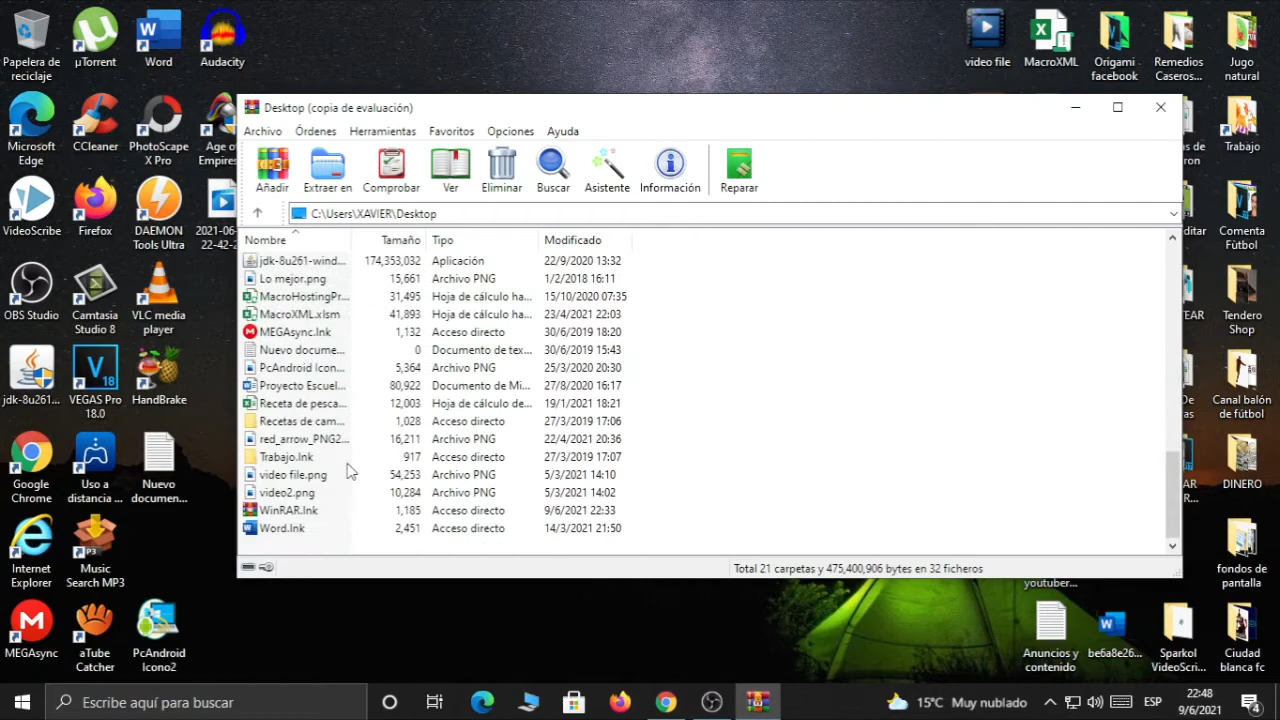 Papelera de
reciclaje
µTorrent
Word
Audacity
video file
MacroXML
Origami
facebook
Remedios
Caseros...
Jugo
natural
Microsoft
Edge
CCleaner
PhotoScape
X Pro
Age of
Empires
Trabajo
VideoScribe
Firefox
DAEMON
Tools Ultra
2021-06-
22-42-2
Comenta
Fútbol
OBS Studio
Camtasia
Studio 8
VLC media
player
Tendero
Shop
jdk-8u261...
VEGAS Pro
18.0
HandBrake
Canal balón
de fútbol
Google
Chrome
Uso a
distancia ...
Nuevo
documen...
DINERO
Internet
Explorer
Music
Search MP3
youtuber...
fondos de
pantalla
MEGAsync
aTube
Catcher
PcAndroid
Icono2
Anuncios y
contenido
be6a8e26...
Sparkol
VideoScri...
Ciudad
blanca fc
Desktop (copia de evaluación)
Archivo Órdenes Herramientas Favoritos Opciones Ayuda
Añadir Extraer en Comprobar Ver Eliminar Buscar Asistente Información Reparar
C:\Users\XAVIER\Desktop
Nombre Tamaño Tipo Modificado
jdk-8u261-wind... 174,353,032 Aplicación 22/9/2020 13:32
Lo mejor.png 15,661 Archivo PNG 1/2/2018 16:11
MacroHostingPr... 31,495 Hoja de cálculo ha... 15/10/2020 07:35
MacroXML.xlsm 41,893 Hoja de cálculo ha... 23/4/2021 22:03
MEGAsync.lnk 1,132 Acceso directo 30/6/2019 18:20
Nuevo docume... 0 Documento de tex... 30/6/2019 15:43
PcAndroid Icon... 5,364 Archivo PNG 25/3/2020 20:30
Proyecto Escuel... 80,922 Documento de Mi... 27/8/2020 16:17
Receta de pesca... 12,003 Hoja de cálculo de... 19/1/2021 18:21
Recetas de cam... 1,028 Acceso directo 27/3/2019 17:06
red_arrow_PNG2... 16,211 Archivo PNG 22/4/2021 20:36
Trabajo.lnk 917 Acceso directo 27/3/2019 17:07
video file.png 54,253 Archivo PNG 5/3/2021 14:10
video2.png 10,284 Archivo PNG 5/3/2021 14:02
WinRAR.lnk 1,185 Acceso directo 9/6/2021 22:33
Word.lnk 2,451 Acceso directo 14/3/2021 21:50
Total 21 carpetas y 475,400,906 bytes en 32 ficheros
Escribe aquí para buscar
15°C Muy nublado
ESP
22:48
9/6/2021
4